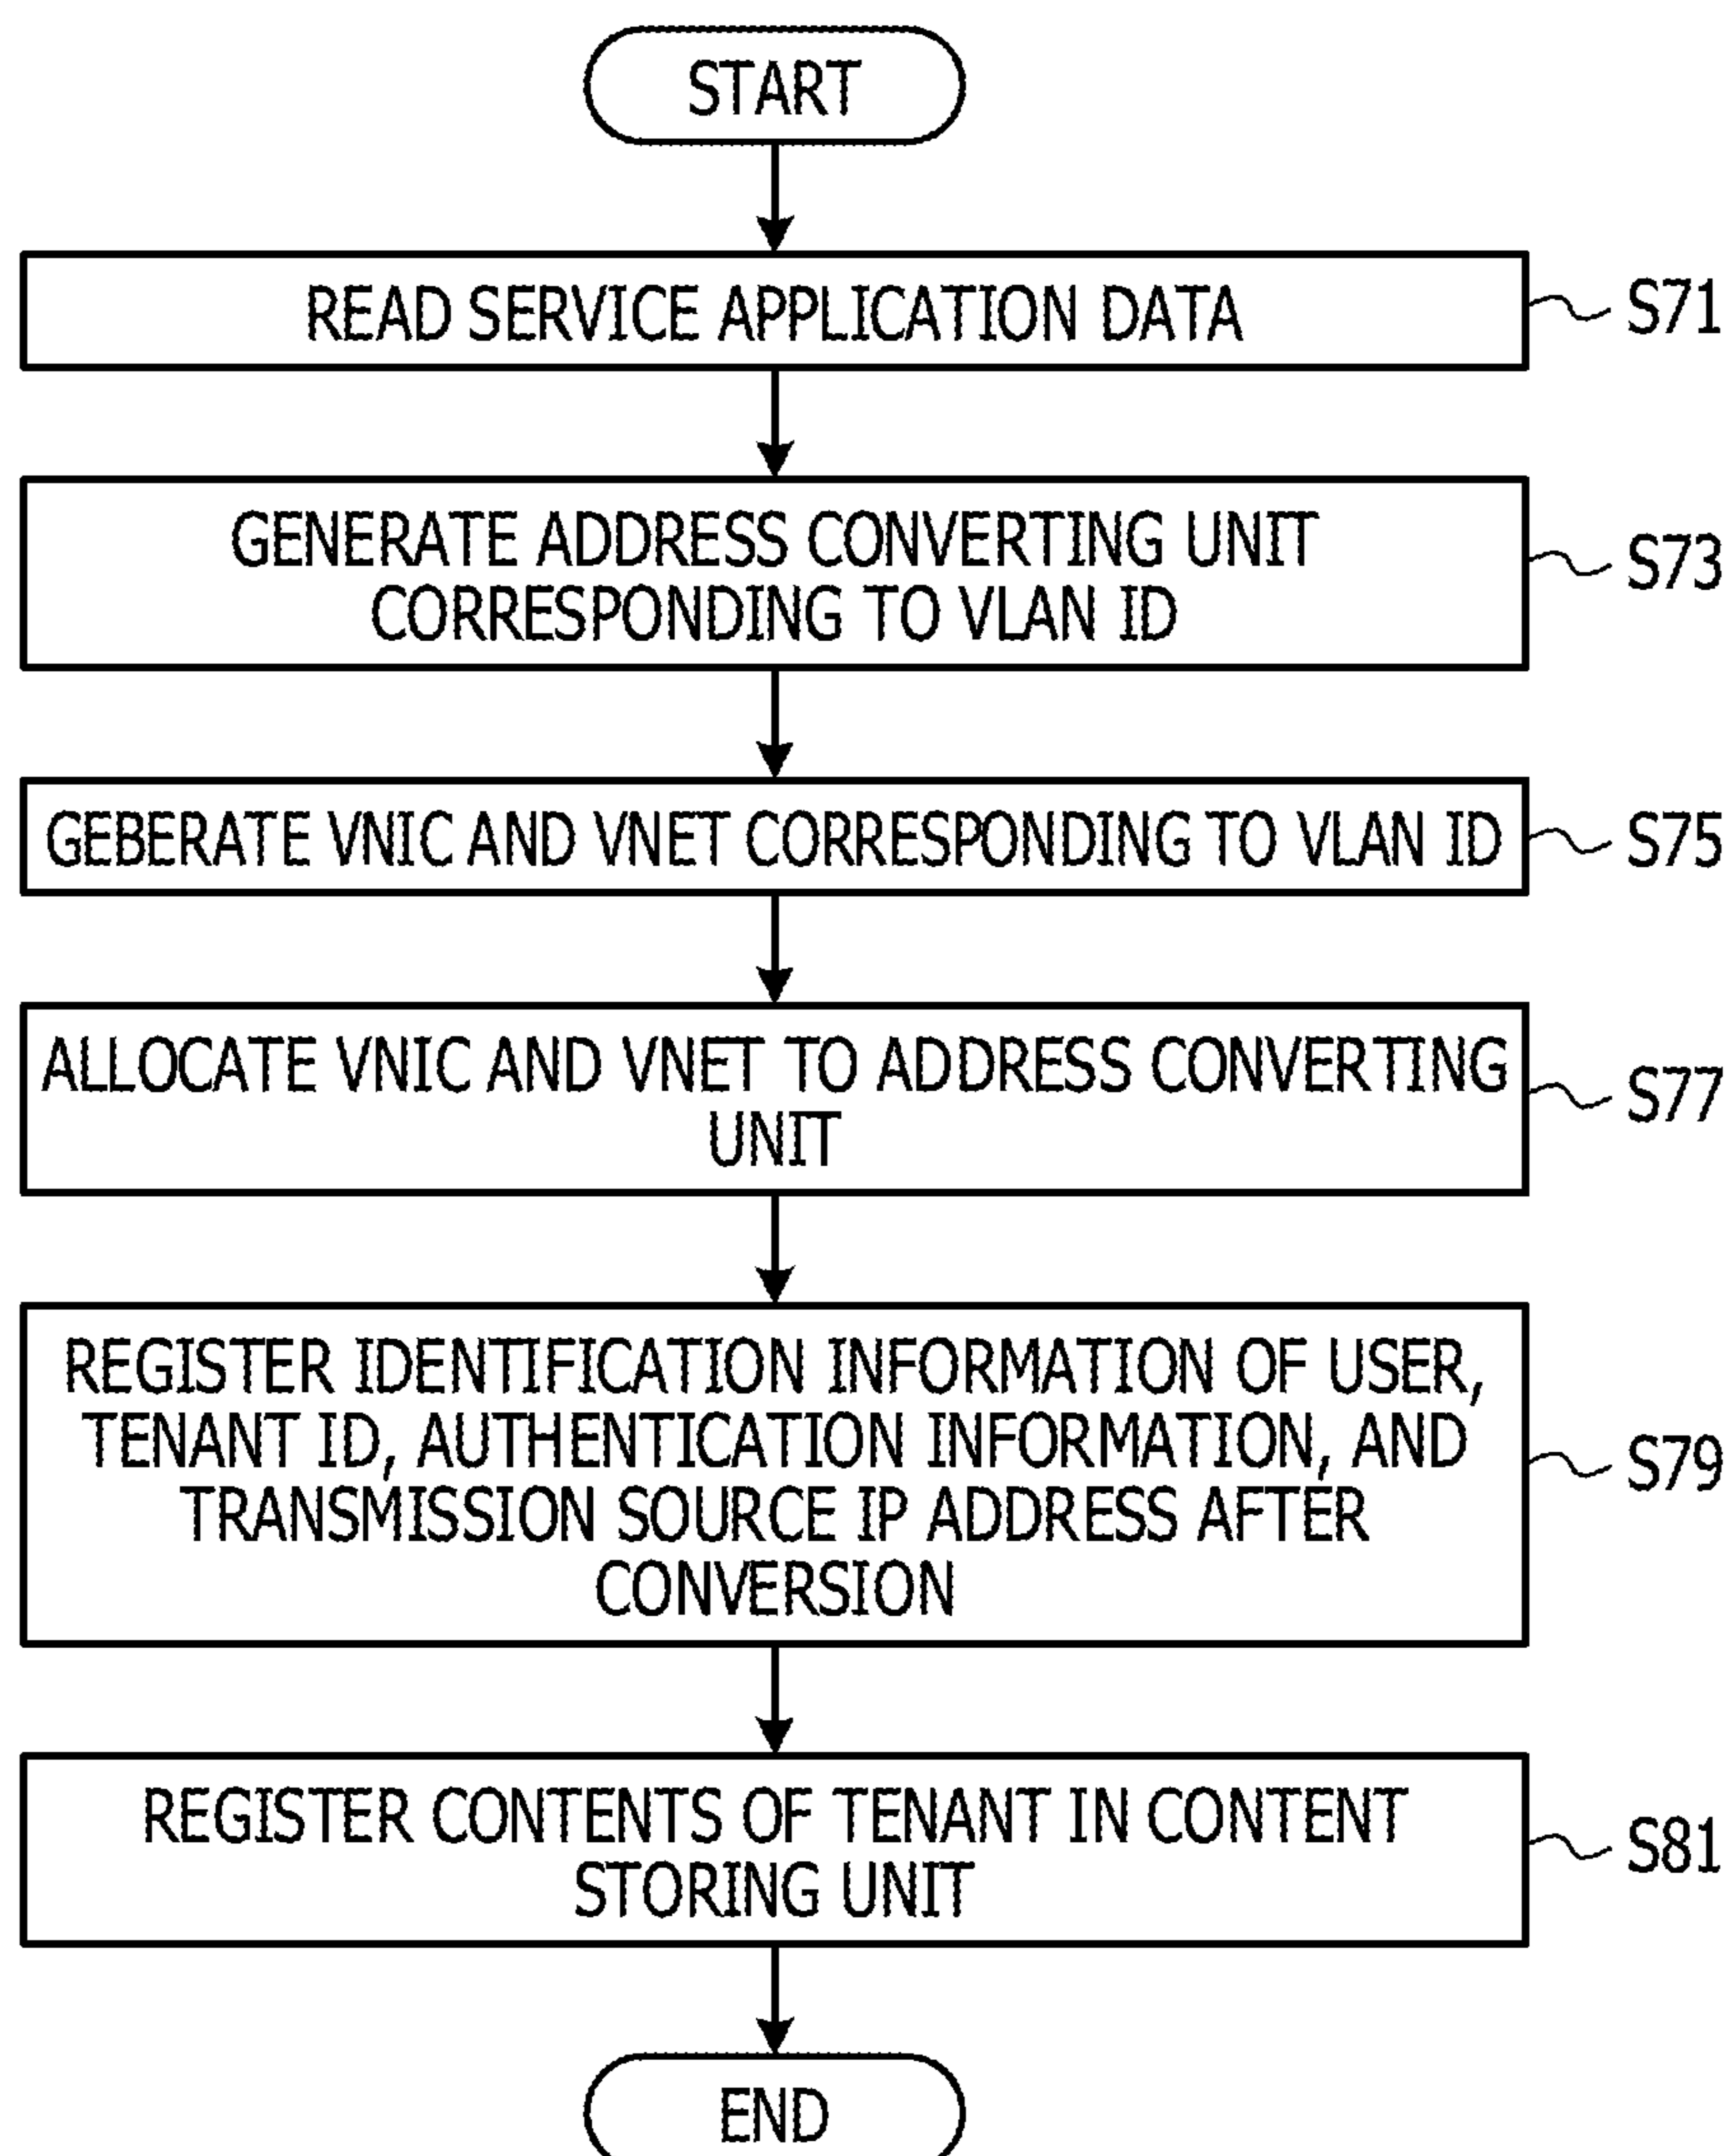 START
READ SERVICE APPLICATION DATA
S71
GENERATE ADDRESS CONVERTING UNIT
CORRESPONDING TO VLAN ID
S73
GEBERATE VNIC AND VNET CORRESPONDING TO VLAN ID
S75
ALLOCATE VNIC AND VNET TO ADDRESS CONVERTING
UNIT
S77
REGISTER IDENTIFICATION INFORMATION OF USER,
TENANT ID, AUTHENTICATION INFORMATION, AND
TRANSMISSION SOURCE IP ADDRESS AFTER
CONVERSION
S79
REGISTER CONTENTS OF TENANT IN CONTENT
STORING UNIT
S81
END